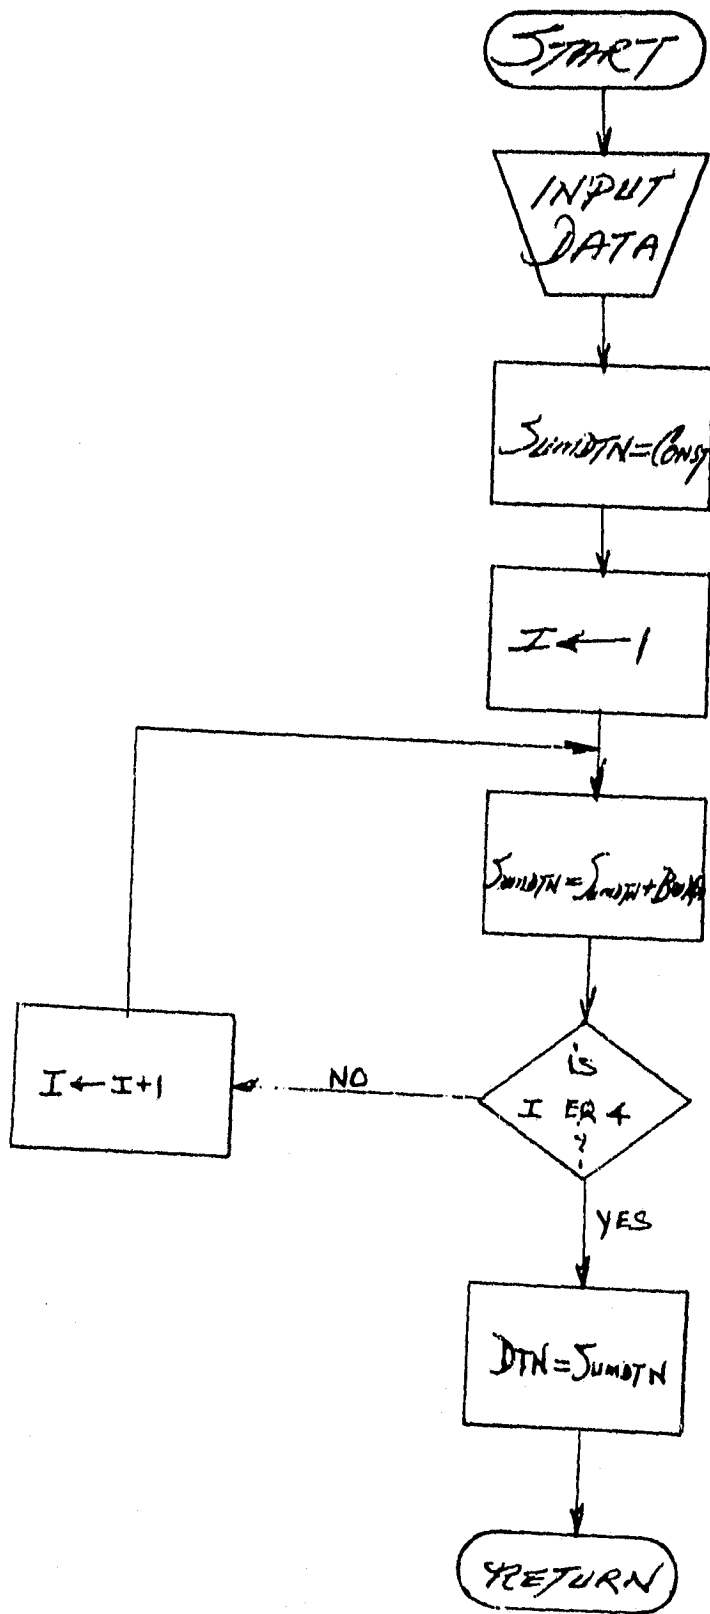 START
INPUT
DATA
SUMDTN=CONST
I ← 1
SUMDTN = SUMDTN +
is
I EQ 4
?
NO
I ← I+1
YES
DTN = SUMDTN
RETURN